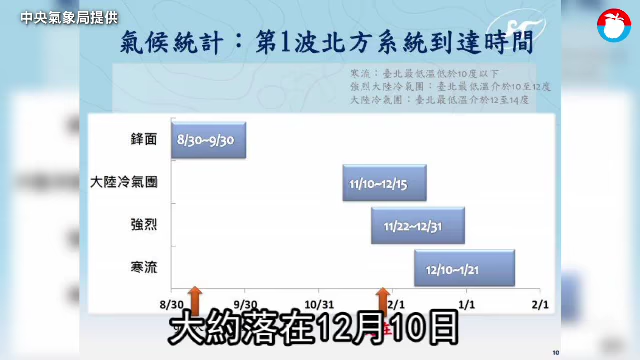 中央氣象局提供
氣候統計：第1波北方系統到達時間
寒流：臺北最低溫低於10度以下
強烈大陸冷氣團：臺北最低溫介於10至12度
大陸冷氣團：臺北最低溫介於12至14度
鋒面 8/30~9/30
大陸冷氣團 11/10~12/15
強烈 11/22~12/31
寒流 12/10~1/21
8/30 9/30 10/31 12/1 1/1 2/1
大約落在12月10日
10